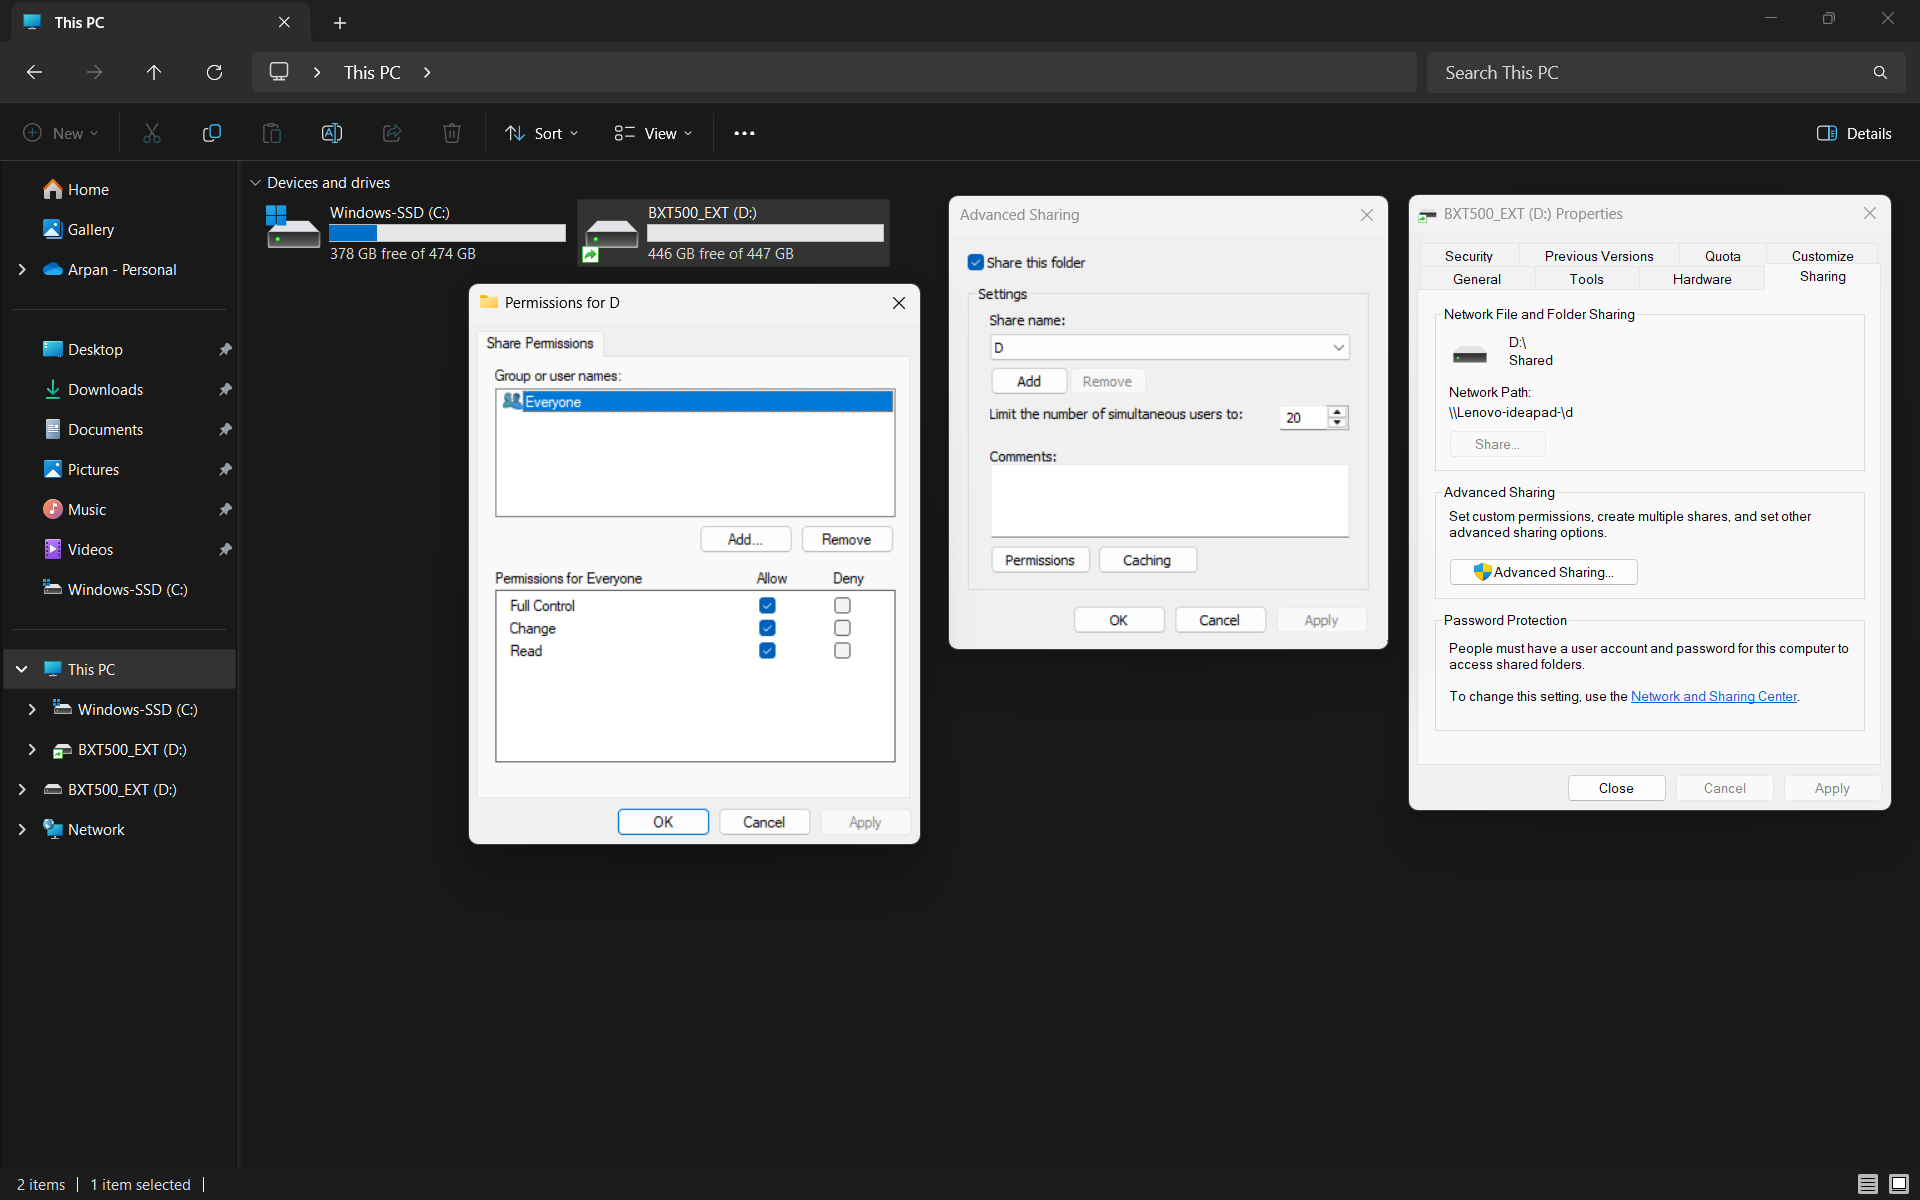 This PC
This PC
Search This PC
New
Sort
View
Details
Home
Gallery
Arpan - Personal
Desktop
Downloads
Documents
Pictures
Music
Videos
Windows-SSD (C:)
This PC
Windows-SSD (C:)
BXT500_EXT (D:)
BXT500_EXT (D:)
Network
Devices and drives
Windows-SSD (C:)
378 GB free of 474 GB
BXT500_EXT (D:)
446 GB free of 447 GB
Permissions for D
Share Permissions
Group or user names:
Everyone
Add...
Remove
Permissions for Everyone
Allow
Deny
Full Control
Change
Read
OK
Cancel
Apply
Advanced Sharing
Share this folder
Settings
Share name:
D
Add
Remove
Limit the number of simultaneous users to:
20
Comments:
Permissions
Caching
OK
Cancel
Apply
BXT500_EXT (D:) Properties
Security
Previous Versions
Quota
Customize
General
Tools
Hardware
Sharing
Network File and Folder Sharing
D:\
Shared
Network Path:
\\Lenovo-ideapad-\d
Share...
Advanced Sharing
Set custom permissions, create multiple shares, and set other
advanced sharing options.
Advanced Sharing...
Password Protection
People must have a user account and password for this computer to
access shared folders.
To change this setting, use the Network and Sharing Center.
Close
Cancel
Apply
2 items
1 item selected